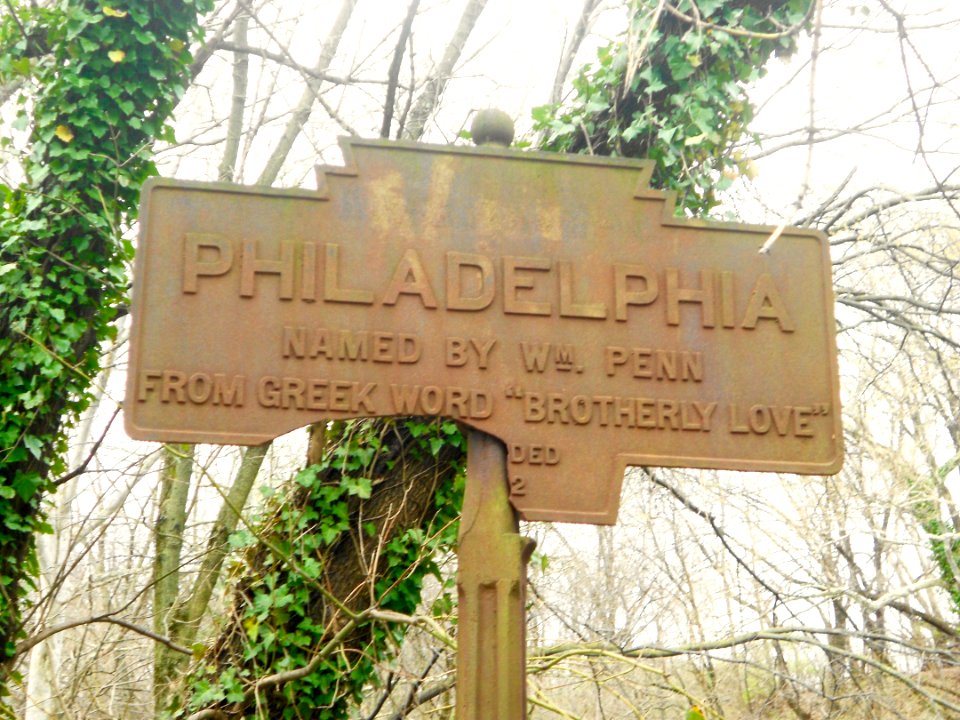 PHILADELPHIA
NAMED BY WM. PENN
FROM GREEK WORD "BROTHERLY LOVE"
DED
2